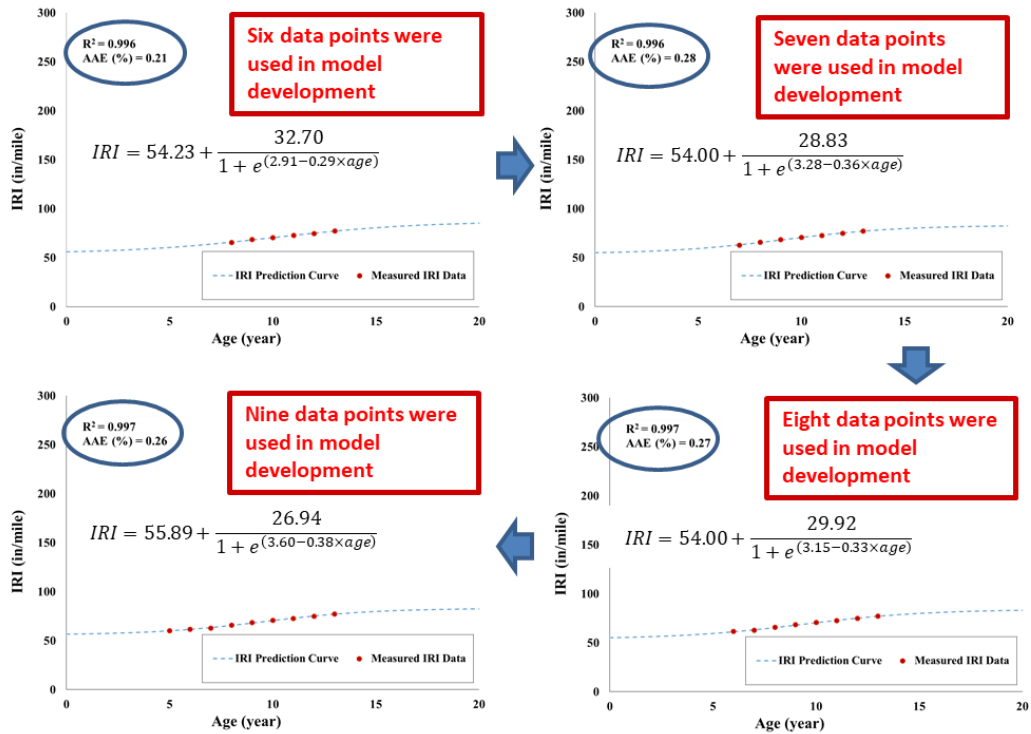 300
250
200
150
100
50
0
IRI (in/mile)
R² = 0.996
AAE (%) = 0.21
Six data points were
used in model
development
IRI = 54.23 + 32.70 / (1 + e^(2.91−0.29×age))
IRI Prediction Curve
Measured IRI Data
0 5 10 15 20
Age (year)
300
250
200
150
100
50
0
IRI (in/mile)
R² = 0.996
AAE (%) = 0.28
Seven data points
were used in model
development
IRI = 54.00 + 28.83 / (1 + e^(3.28−0.36×age))
IRI Prediction Curve
Measured IRI Data
0 5 10 15 20
Age (year)
300
250
200
150
100
50
0
IRI (in/mile)
R² = 0.997
AAE (%) = 0.26
Nine data points were
used in model
development
IRI = 55.89 + 26.94 / (1 + e^(3.60−0.38×age))
IRI Prediction Curve
Measured IRI Data
0 5 10 15 20
Age (year)
300
250
200
150
100
50
0
IRI (in/mile)
R² = 0.997
AAE (%) = 0.27
Eight data points were
used in model
development
IRI = 54.00 + 29.92 / (1 + e^(3.15−0.33×age))
IRI Prediction Curve
Measured IRI Data
0 5 10 15 20
Age (year)